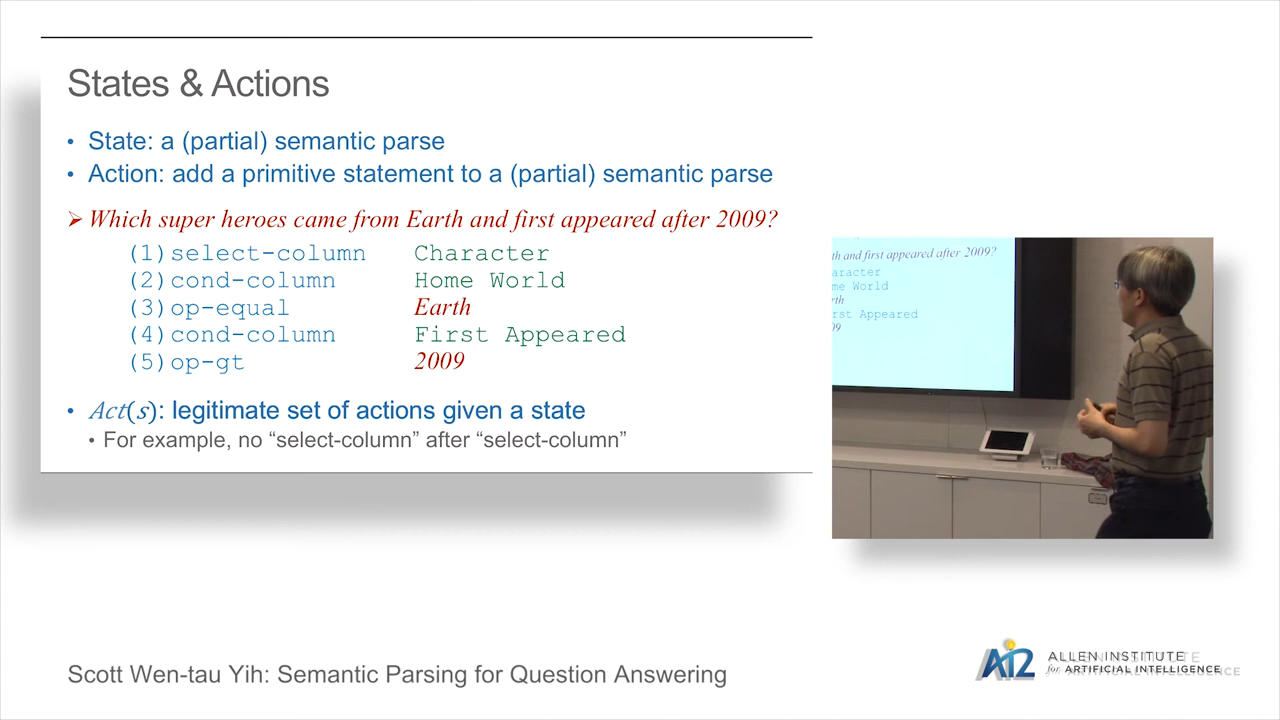 States & Actions
• State: a (partial) semantic parse
• Action: add a primitive statement to a (partial) semantic parse
➢ Which super heroes came from Earth and first appeared after 2009?
(1) select-column Character
(2) cond-column Home World
(3) op-equal Earth
(4) cond-column First Appeared
(5) op-gt 2009
• Act(s): legitimate set of actions given a state
• For example, no “select-column” after “select-column”
th and first appeared after 2009?
aracter
me World
rth
rst Appeared
09
Scott Wen-tau Yih: Semantic Parsing for Question Answering
AI2 ALLEN INSTITUTE
for ARTIFICIAL INTELLIGENCE